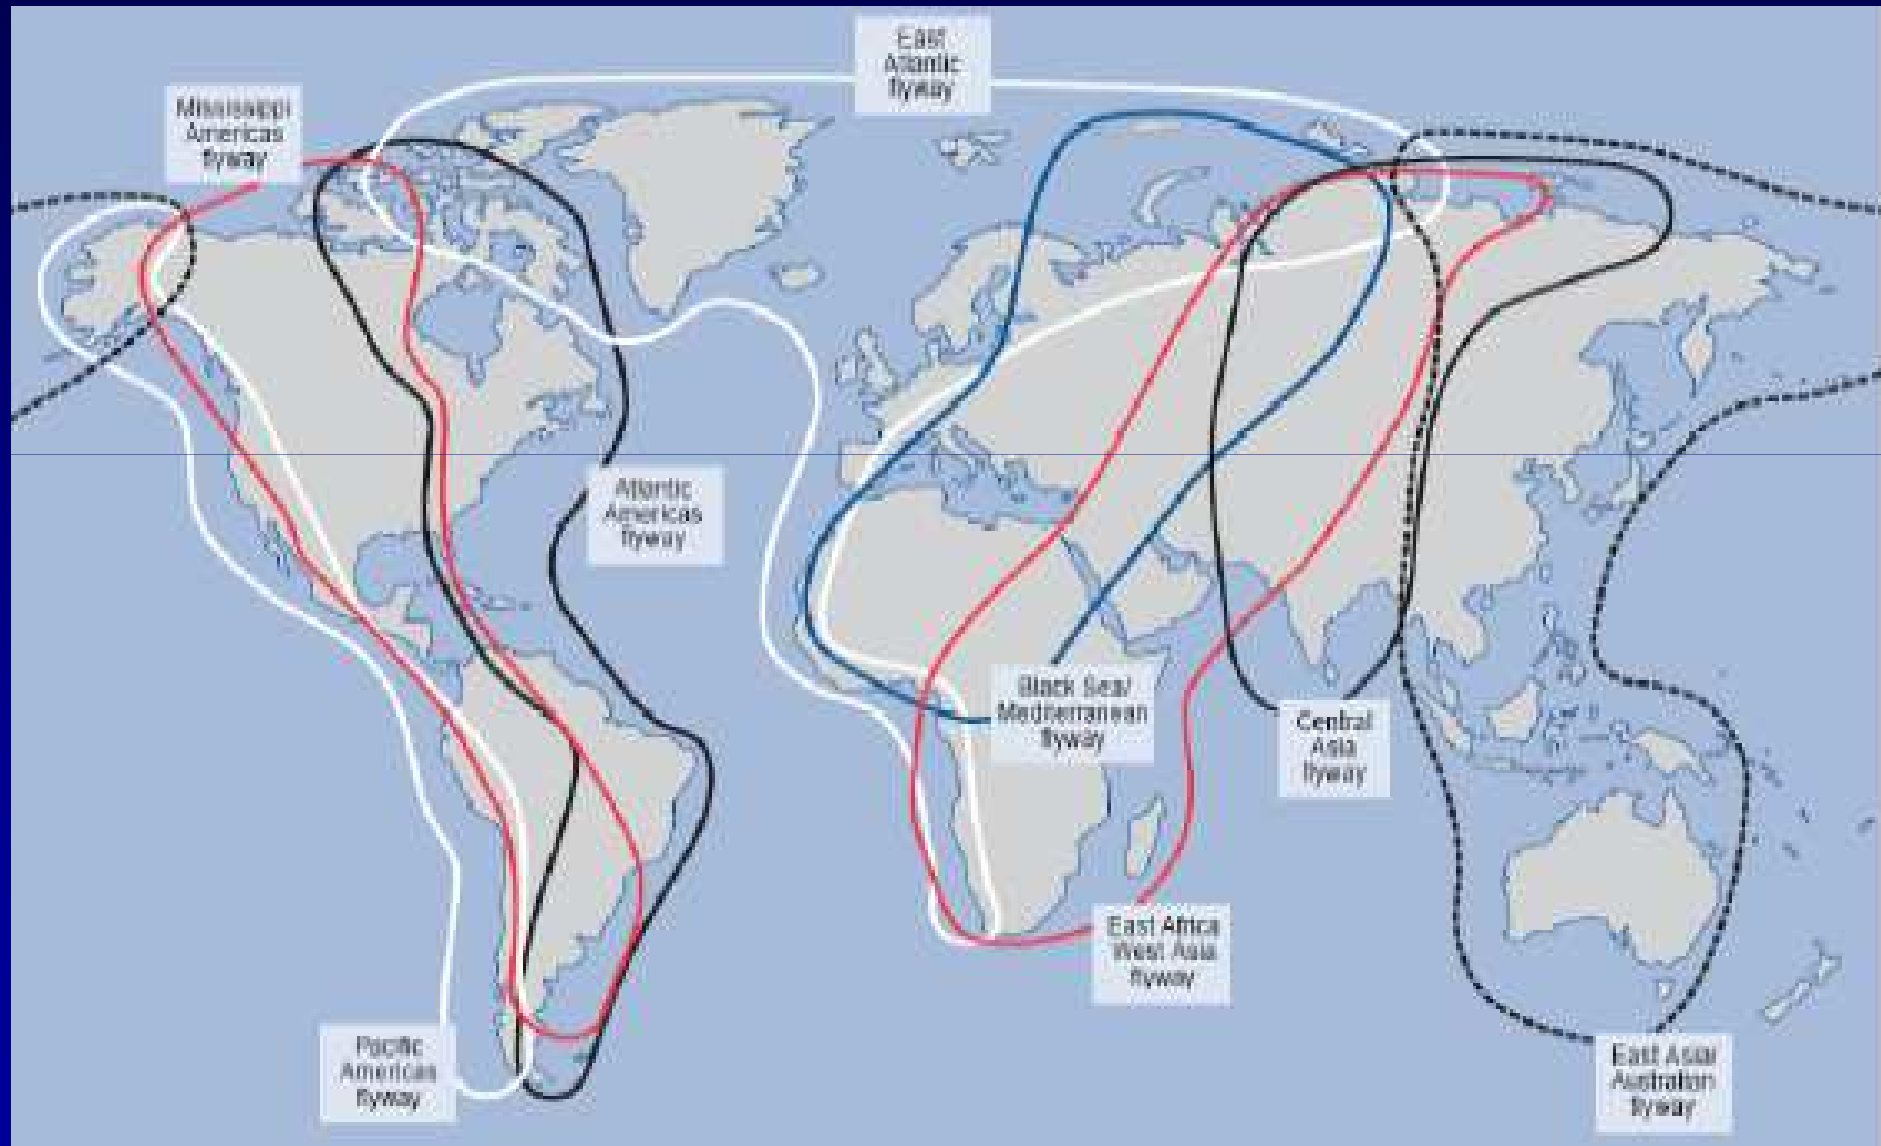 East
Atlantic
flyway
Mississippi
Americas
flyway
Atlantic
Americas
flyway
Black Sea/
Mediterranean
flyway
Central
Asia
flyway
East Africa
West Asia
flyway
Pacific
Americas
flyway
East Asia/
Australian
flyway